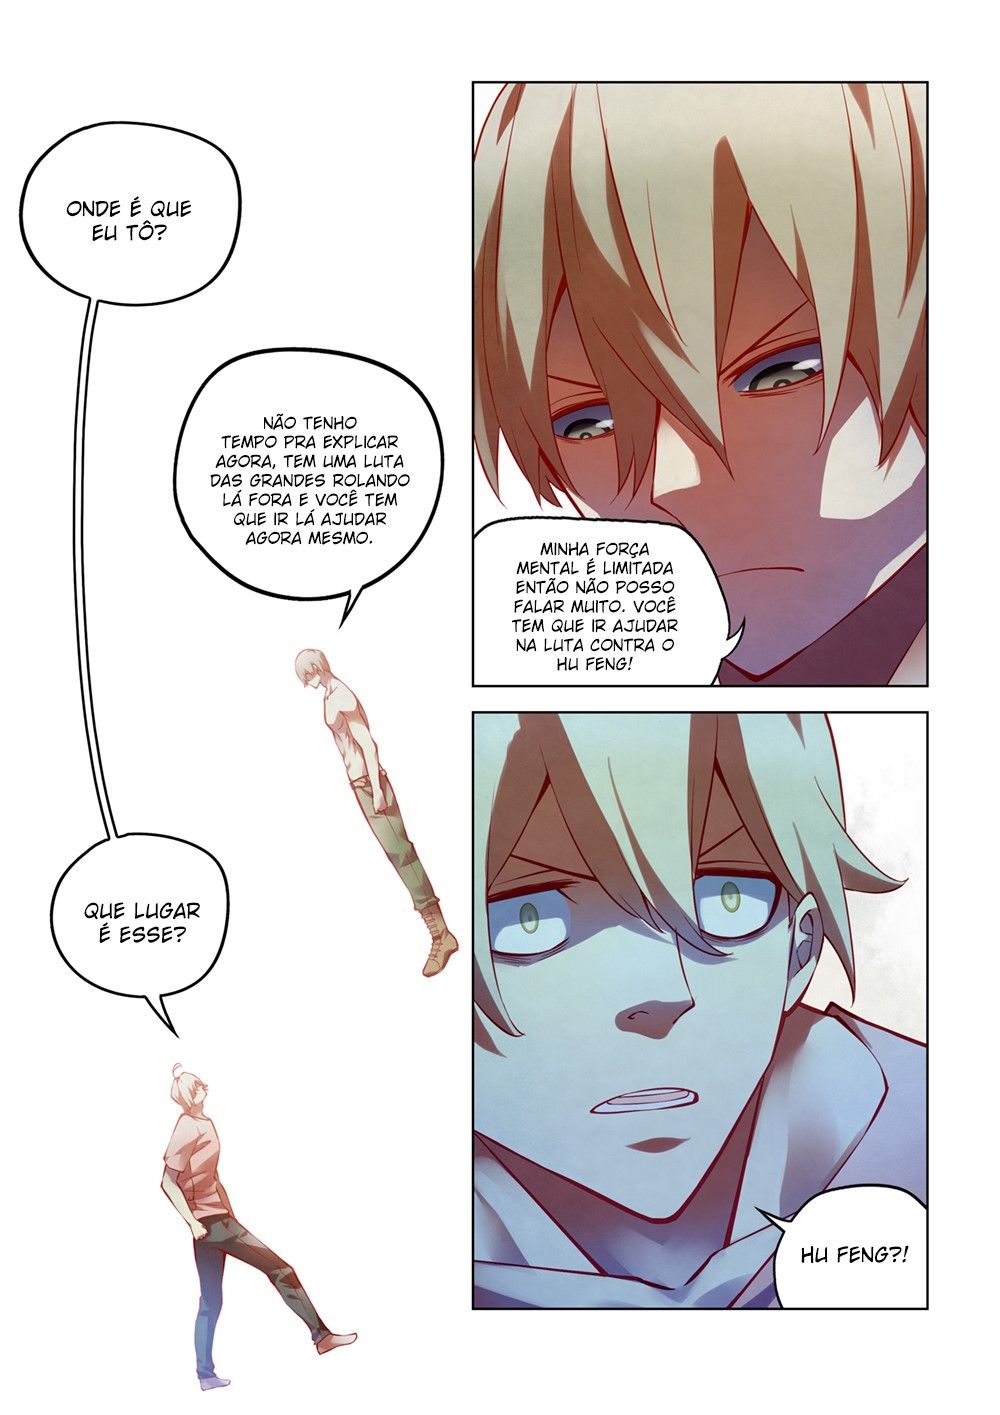 ONDE É QUE
EU TÔ?
NÃO TENHO
TEMPO PRA EXPLICAR
AGORA, TEM UMA LUTA
DAS GRANDES ROLANDO
LÁ FORA E VOCÊ TEM
QUE IR LÁ AJUDAR
AGORA MESMO.
QUE LUGAR
É ESSE?
MINHA FORÇA
MENTAL É LIMITADA
ENTÃO NÃO POSSO
FALAR MUITO. VOCÊ
TEM QUE IR AJUDAR
NA LUTA CONTRA O
HU FENG!
HU FENG?!